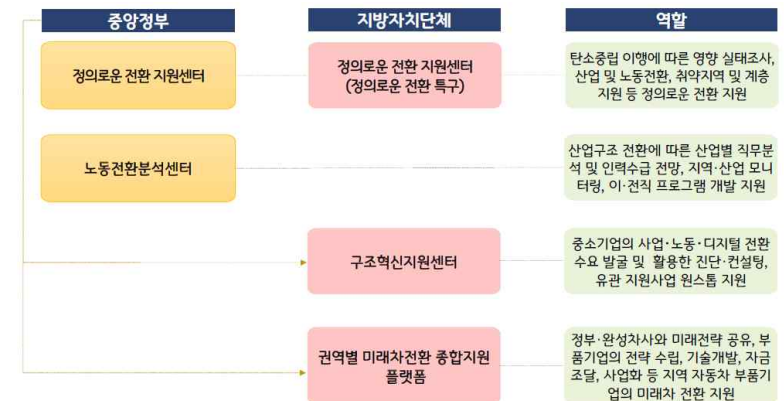 중앙정부
지방자치단체
역할
정의로운 전환 지원센터
정의로운 전환 지원센터
(정의로운 전환 특구)
탄소중립 이행에 따른 영향 실태조사,
산업 및 노동전환, 취약지역 및 계층
지원 등 정의로운 전환 지원
노동전환분석센터
산업구조 전환에 따른 산업별 직무분
석 및 인력수급 전망, 지역·산업 모니
터링, 이·전직 프로그램 개발 지원
구조혁신지원센터
중소기업의 사업·노동·디지털 전환
수요 발굴 및 활용한 진단·컨설팅,
유관 지원사업 원스톱 지원
권역별 미래차전환 종합지원
플랫폼
정부·완성차사와 미래전략 공유, 부
품기업의 전략 수립, 기술개발, 자금
조달, 사업화 등 지역 자동차 부품기
업의 미래차 전환 지원